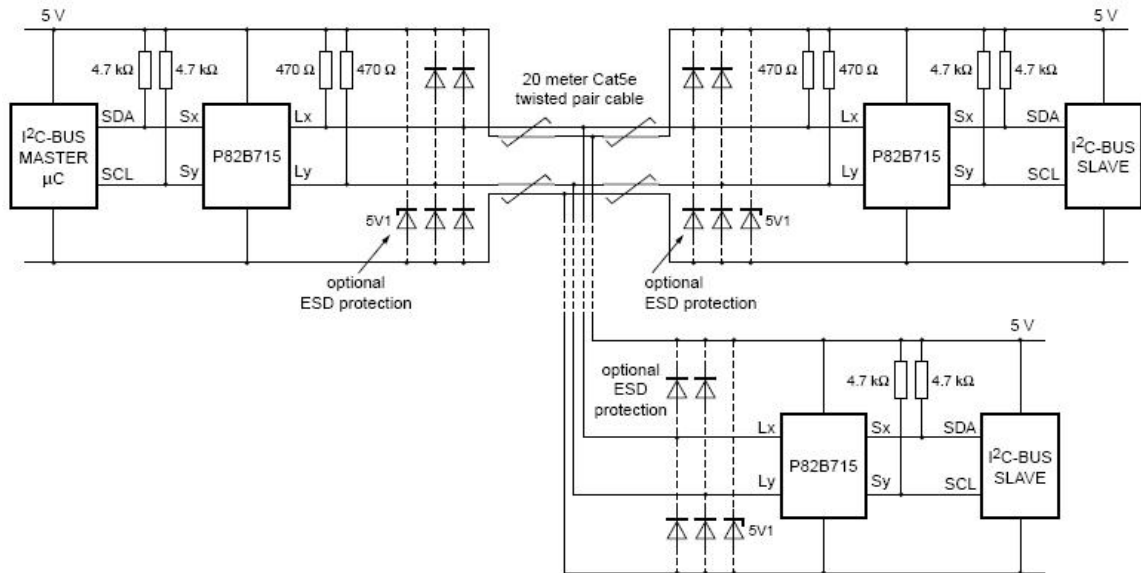 5 V
4.7 kΩ
4.7 kΩ
470 Ω
470 Ω
I²C-BUS
MASTER
μC
SDA
SCL
Sx
Sy
P82B715
Lx
Ly
5V1
optional
ESD protection
20 meter Cat5e
twisted pair cable
5 V
470 Ω
470 Ω
4.7 kΩ
4.7 kΩ
Lx
Ly
P82B715
Sx
Sy
SDA
SCL
I²C-BUS
SLAVE
5V1
optional
ESD protection
5 V
optional
ESD
protection
4.7 kΩ
4.7 kΩ
Lx
Ly
P82B715
Sx
Sy
SDA
SCL
I²C-BUS
SLAVE
5V1